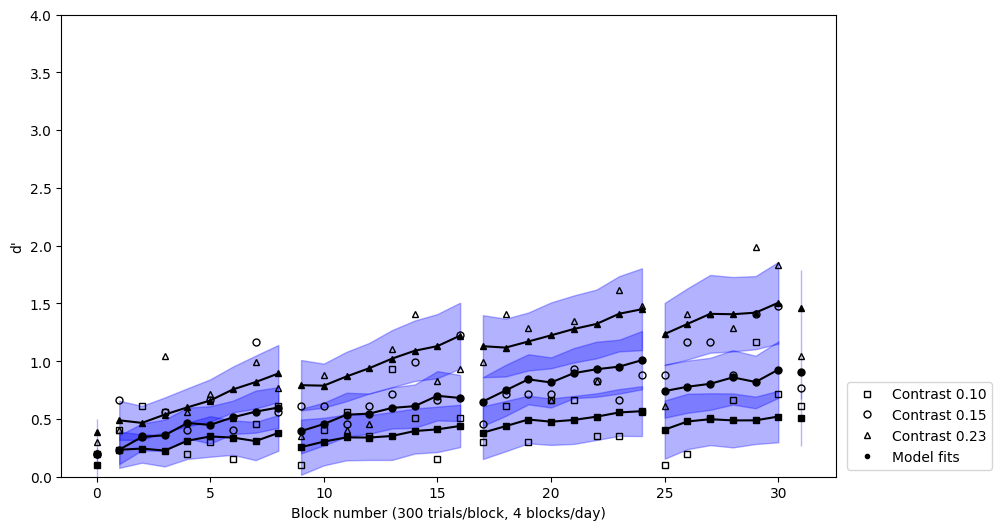 4.0
3.5
3.0
2.5
2.0
1.5
1.0
0.5
0.0
d'
0 5 10 15 20 25 30
Block number (300 trials/block, 4 blocks/day)
Contrast 0.10
Contrast 0.15
Contrast 0.23
Model fits